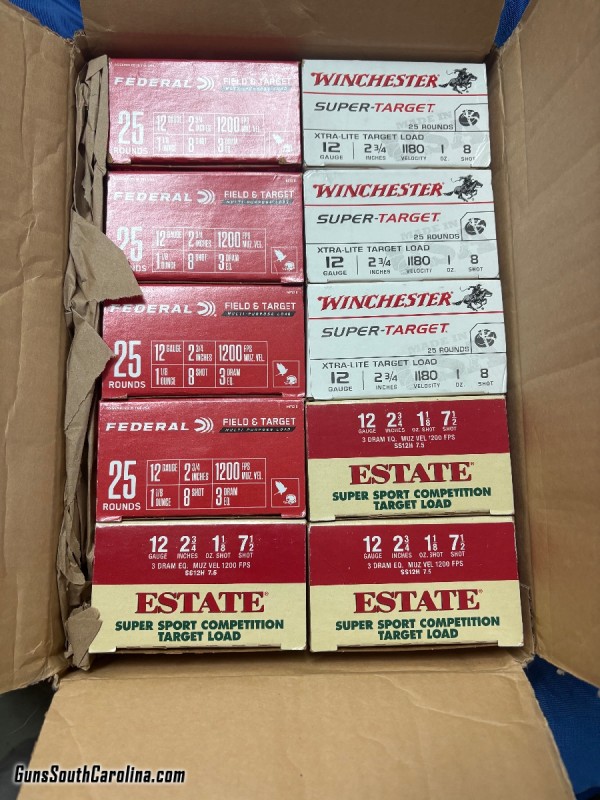 FEDERAL
FIELD & TARGET
MULTI-PURPOSE LOAD
25
ROUNDS
12 GAUGE
2 3/4 INCHES
1200 FPS MUZ. VEL.
1 1/8 OUNCE
8 SHOT
3 DRAM EQ.
WINCHESTER
SUPER-TARGET
25 ROUNDS
XTRA-LITE TARGET LOAD
12 2 3/4 1180 1 8
GAUGE INCHES VELOCITY OZ. SHOT
FEDERAL
FIELD & TARGET
MULTI-PURPOSE LOAD
25
ROUNDS
12 GAUGE
2 3/4 INCHES
1200 FPS MUZ. VEL.
1 1/8 OUNCE
8 SHOT
3 DRAM EQ.
WINCHESTER
SUPER-TARGET
25 ROUNDS
XTRA-LITE TARGET LOAD
12 2 3/4 1180 1 8
GAUGE INCHES VELOCITY OZ. SHOT
FEDERAL
FIELD & TARGET
MULTI-PURPOSE LOAD
25
ROUNDS
12 GAUGE
2 3/4 INCHES
1200 FPS MUZ. VEL.
1 1/8 OUNCE
8 SHOT
3 DRAM EQ.
WINCHESTER
SUPER-TARGET
25 ROUNDS
XTRA-LITE TARGET LOAD
12 2 3/4 1180 1 8
GAUGE INCHES VELOCITY OZ. SHOT
FEDERAL
FIELD & TARGET
MULTI-PURPOSE LOAD
25
ROUNDS
12 GAUGE
2 3/4 INCHES
1200 FPS MUZ. VEL.
1 1/8 OUNCE
8 SHOT
3 DRAM EQ.
12 2 3/4 1 1/8 7 1/2
GAUGE INCHES OZ. SHOT SHOT
3 DRAM EQ. MUZ VEL 1200 FPS
SS12H 7.5
ESTATE®
SUPER SPORT COMPETITION
TARGET LOAD
12 2 3/4 1 1/8 7 1/2
GAUGE INCHES OZ. SHOT SHOT
3 DRAM EQ. MUZ VEL 1200 FPS
SS12H 7.5
ESTATE®
SUPER SPORT COMPETITION
TARGET LOAD
12 2 3/4 1 1/8 7 1/2
GAUGE INCHES OZ. SHOT SHOT
3 DRAM EQ. MUZ VEL 1200 FPS
SS12H 7.5
ESTATE®
SUPER SPORT COMPETITION
TARGET LOAD
GunsSouthCarolina.com